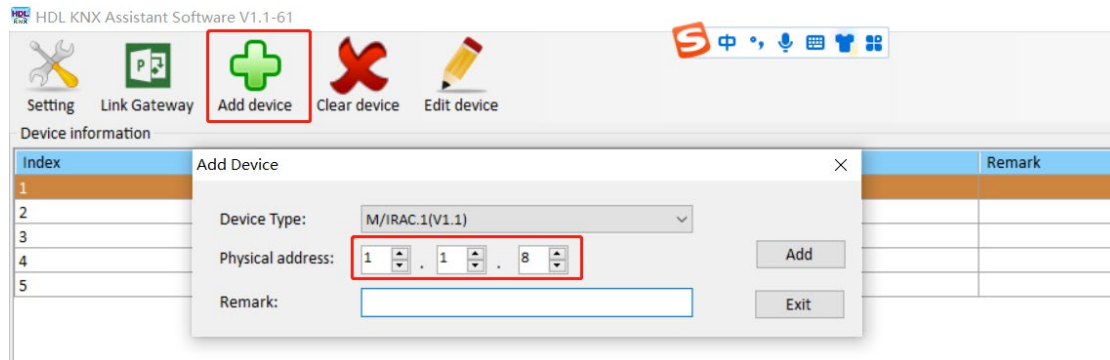 HDL KNX HDL KNX Assistant Software V1.1-61
中
P
Setting Link Gateway Add device Clear device Edit device
Device information
Index Remark
Add Device
1
2
3
4
5
Device Type: M/IRAC.1(V1.1)
Physical address: 1 . 1 . 8
Add
Remark:
Exit